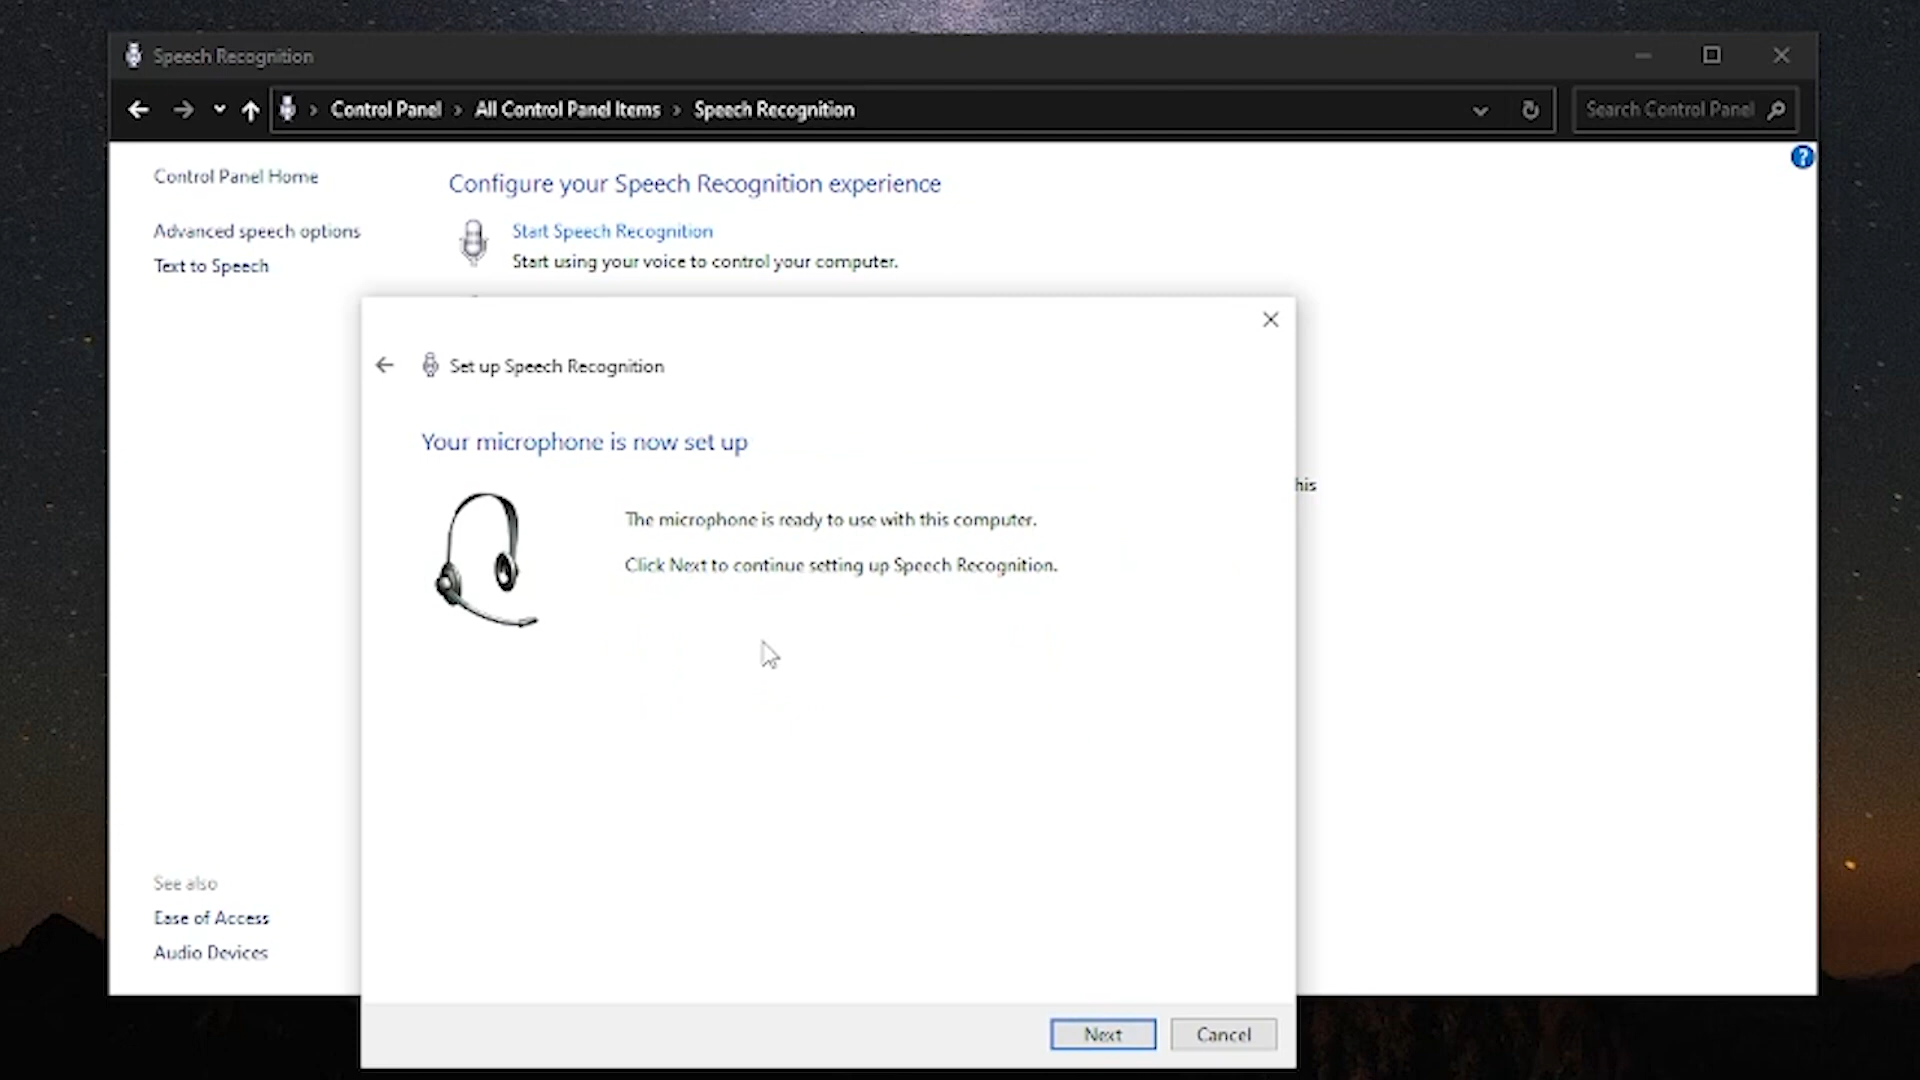 Speech Recognition
Control Panel > All Control Panel Items > Speech Recognition
Search Control Panel
Control Panel Home
Advanced speech options
Text to Speech
See also
Ease of Access
Audio Devices
Configure your Speech Recognition experience
Start Speech Recognition
Start using your voice to control your computer.
his
Set up Speech Recognition
Your microphone is now set up
The microphone is ready to use with this computer.
Click Next to continue setting up Speech Recognition.
Next
Cancel